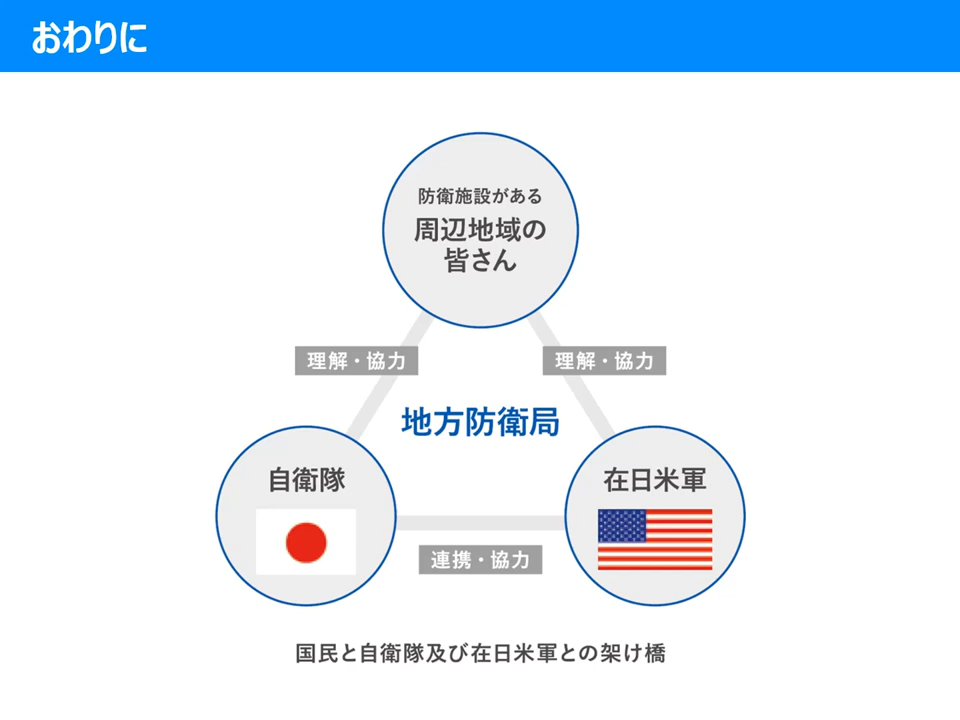 おわりに
防衛施設がある
周辺地域の
皆さん
理解・協力
理解・協力
地方防衛局
自衛隊
在日米軍
連携・協力
国民と自衛隊及び在日米軍との架け橋